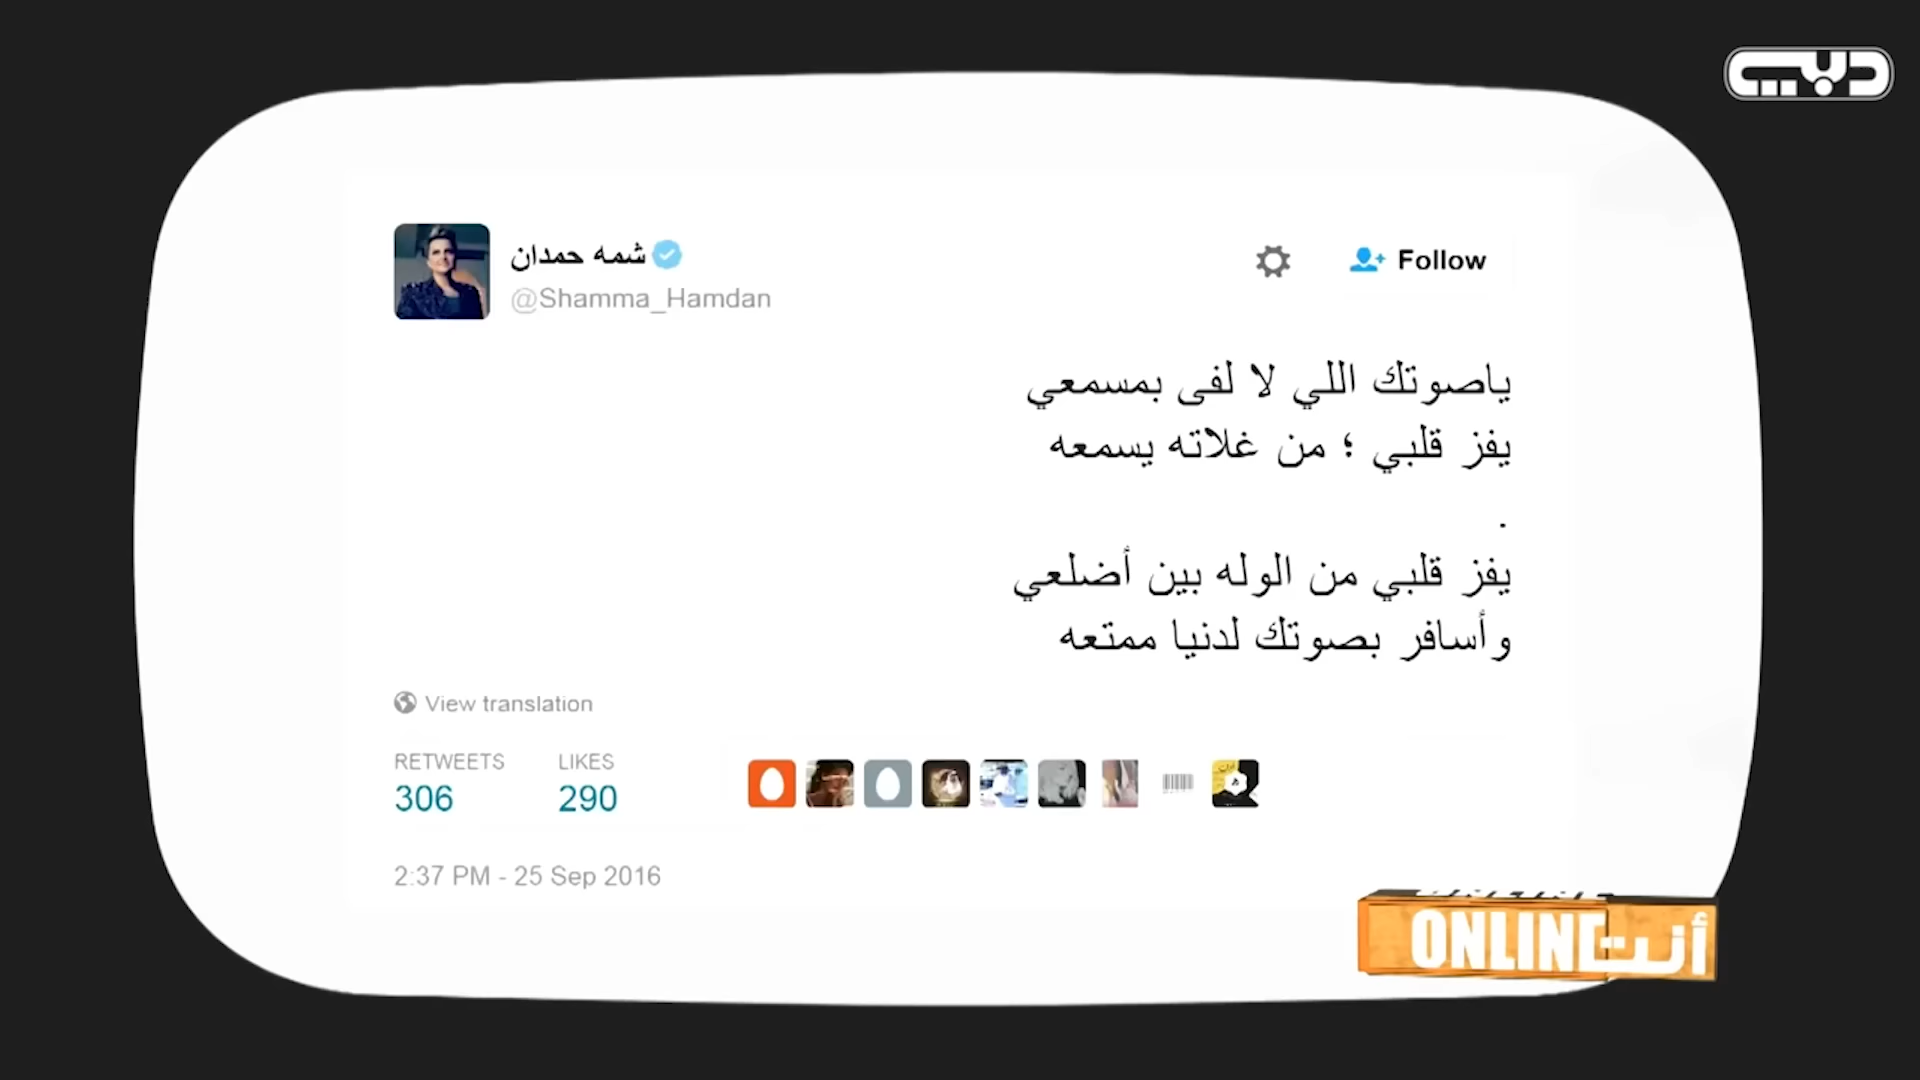 دبي
شمه حمدان
@Shamma_Hamdan
Follow
ياصوتك اللي لا لفى بمسمعي
يفز قلبي ؛ من غلاته يسمعه
.
يفز قلبي من الوله بين أضلعي
وأسافر بصوتك لدنيا ممتعه
View translation
RETWEETS LIKES
306 290
2:37 PM - 25 Sep 2016
أنت ONLINE